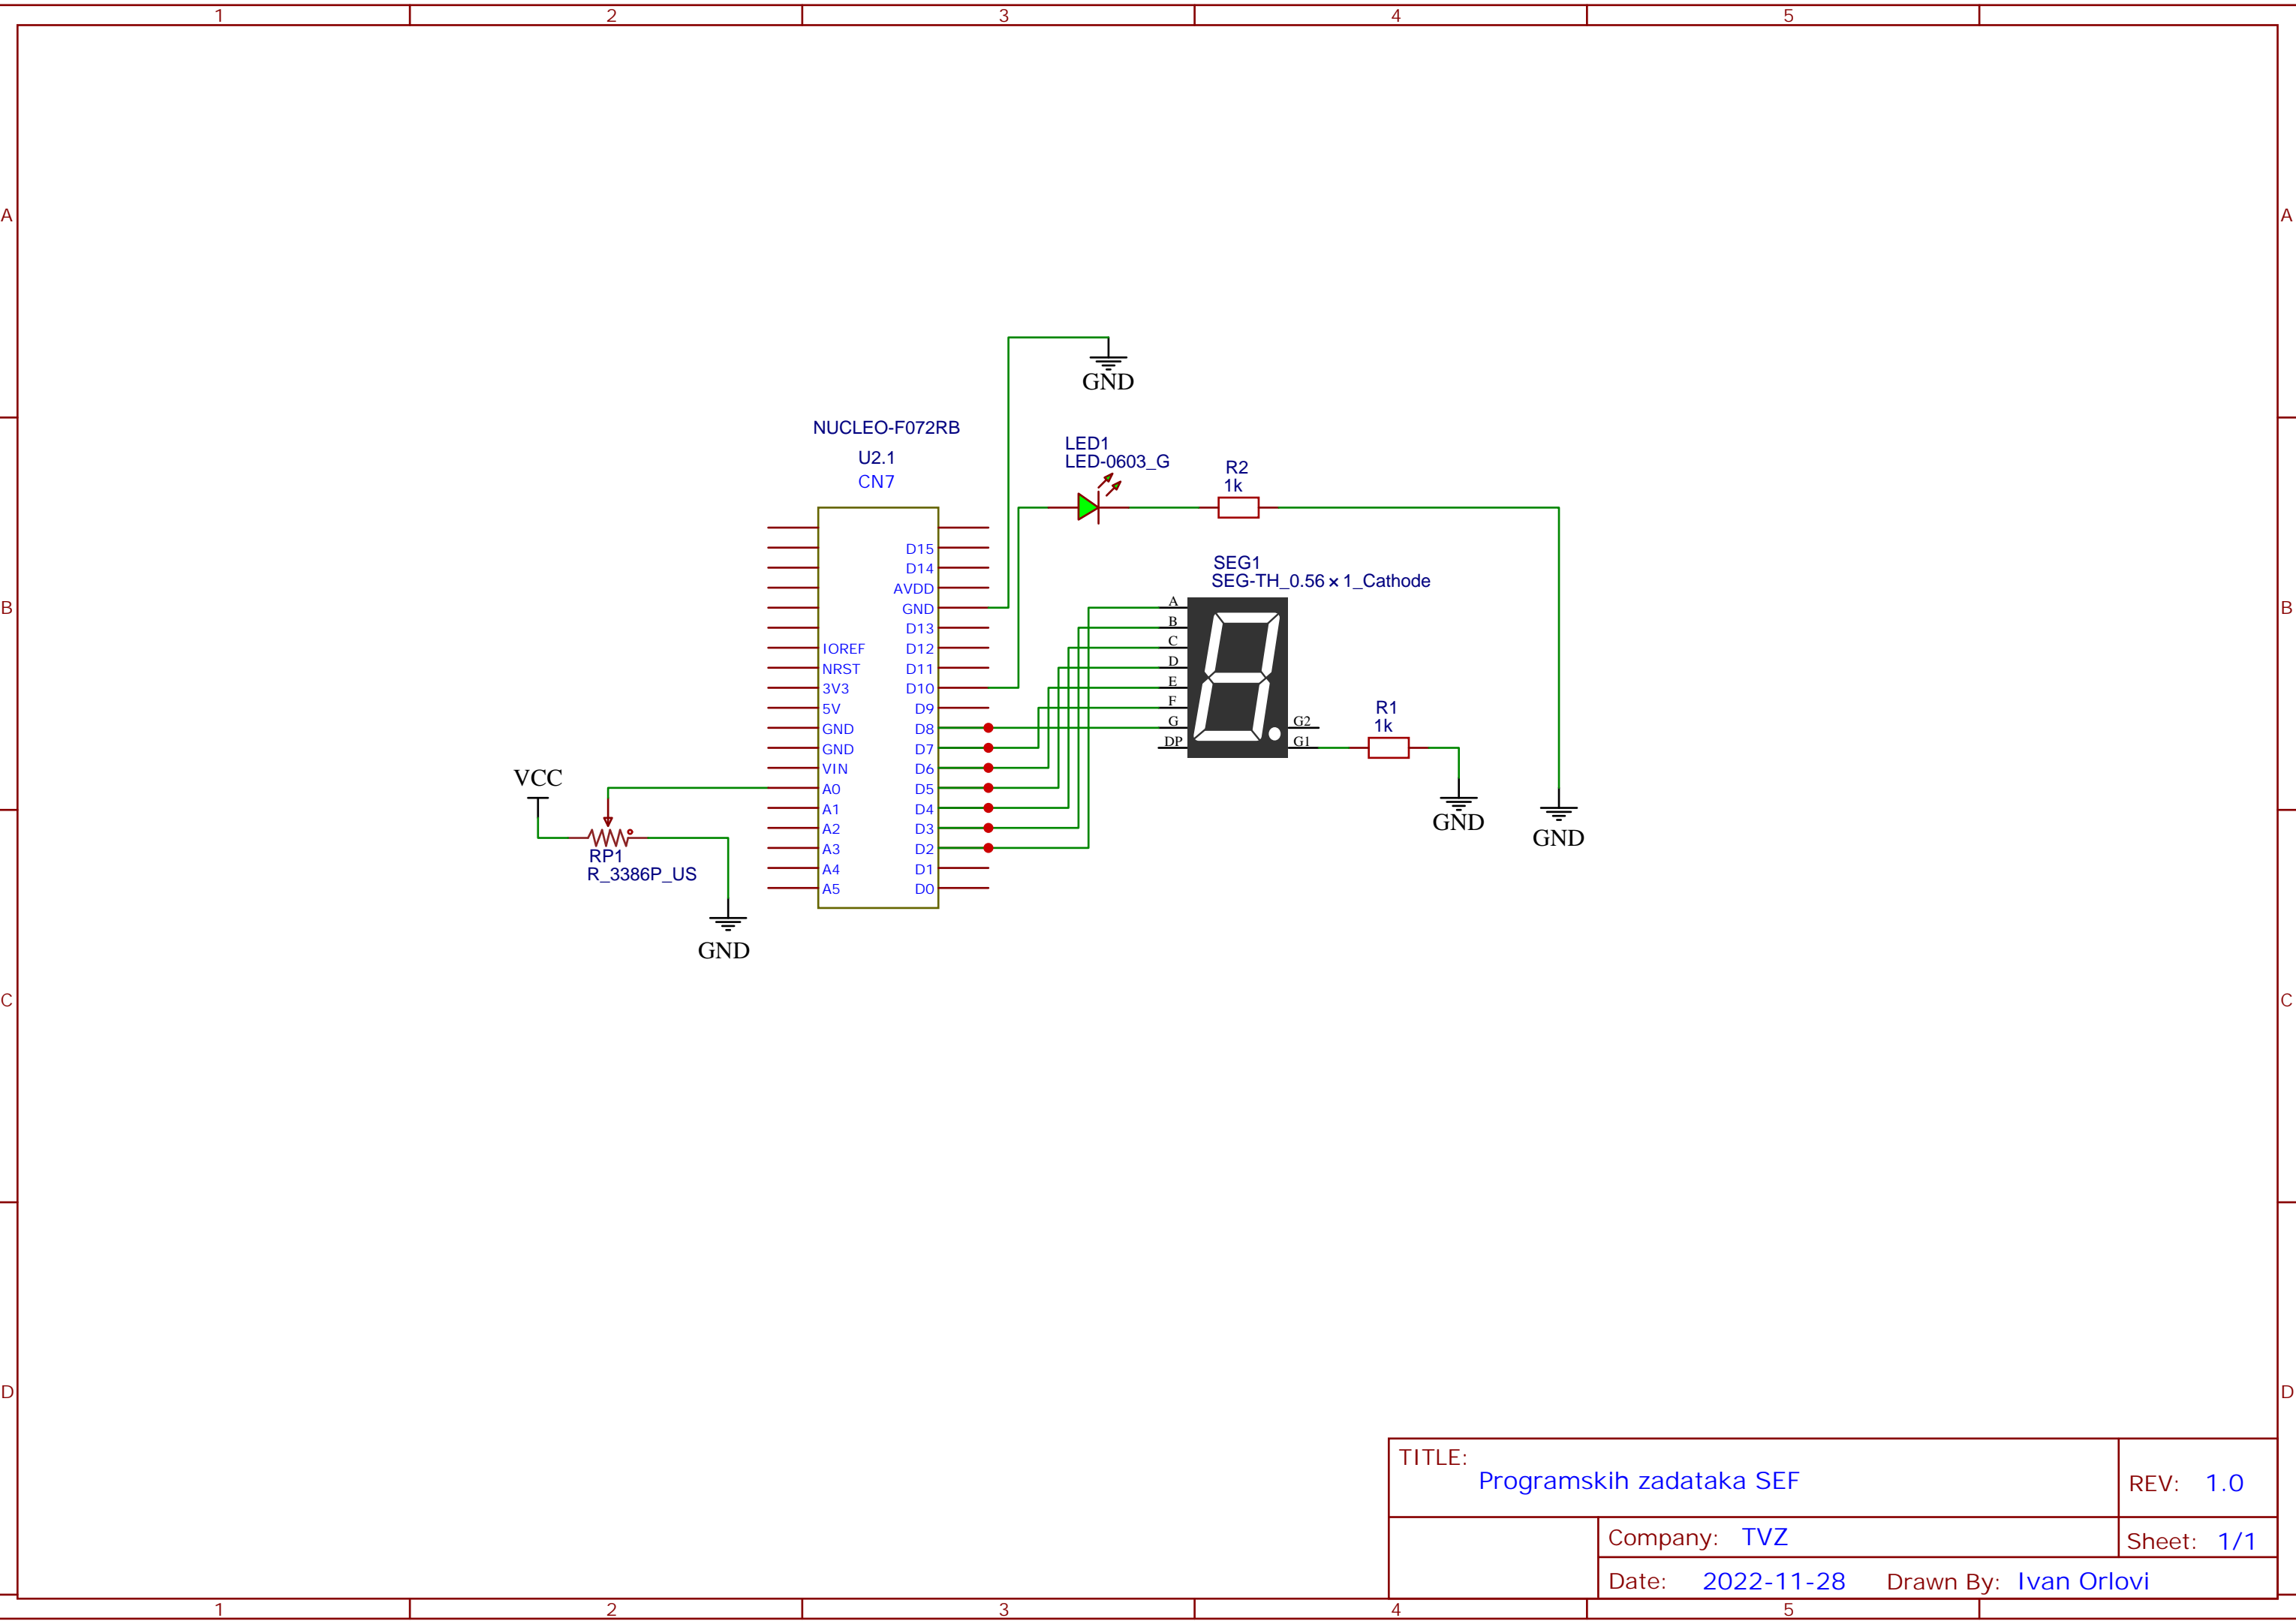 1 2 3 4 5
A A
GND
NUCLEO-F072RB
U2.1
CN7
LED1
LED-0603_G
R2
1k
D15
D14
AVDD
GND
D13
D12
D11
D10
D9
D8
D7
D6
D5
D4
D3
D2
D1
D0
IOREF
NRST
3V3
5V
GND
GND
VIN
A0
A1
A2
A3
A4
A5
SEG1
SEG-TH_0.56×1_Cathode
A
B
C
D
E
F
G
DP
G2
G1
R1
1k
GND
GND
B B
VCC
RP1
R_3386P_US
GND
C C
D D
TITLE:
Programskih zadataka SEF
REV: 1.0
Company: TVZ
Sheet: 1/1
Date: 2022-11-28 Drawn By: Ivan Orlovi
1 2 3 4 5